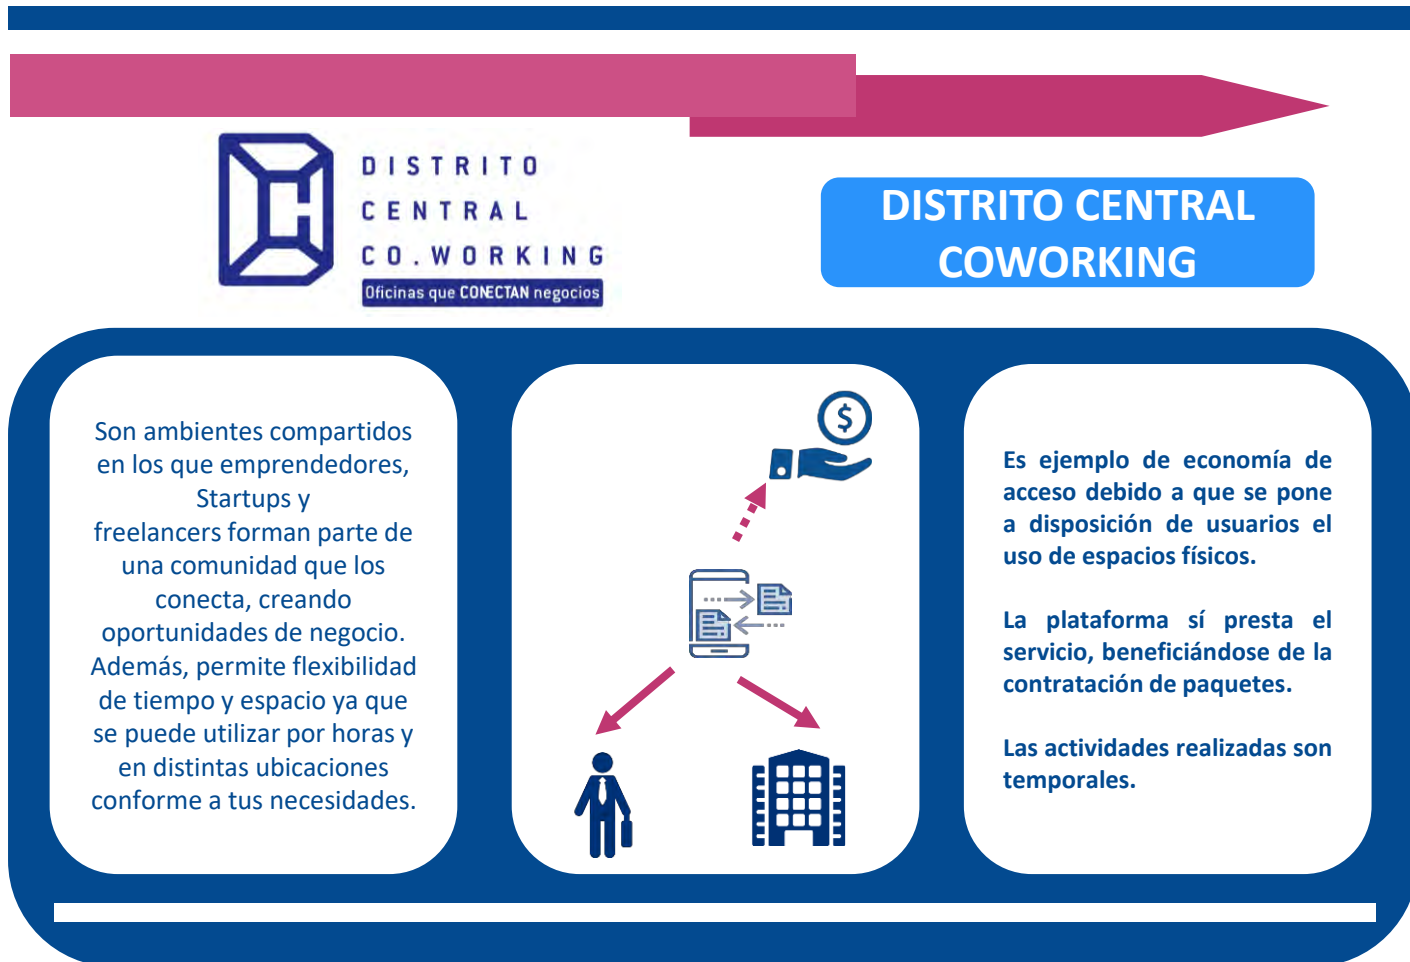 DISTRITO
CENTRAL
CO.WORKING
Oficinas que CONECTAN negocios
DISTRITO CENTRAL
COWORKING
Son ambientes compartidos
en los que emprendedores,
Startups y
freelancers forman parte de
una comunidad que los
conecta, creando
oportunidades de negocio.
Además, permite flexibilidad
de tiempo y espacio ya que
se puede utilizar por horas y
en distintas ubicaciones
conforme a tus necesidades.
$
Es ejemplo de economía de
acceso debido a que se pone
a disposición de usuarios el
uso de espacios físicos.
La plataforma sí presta el
servicio, beneficiándose de la
contratación de paquetes.
Las actividades realizadas son
temporales.